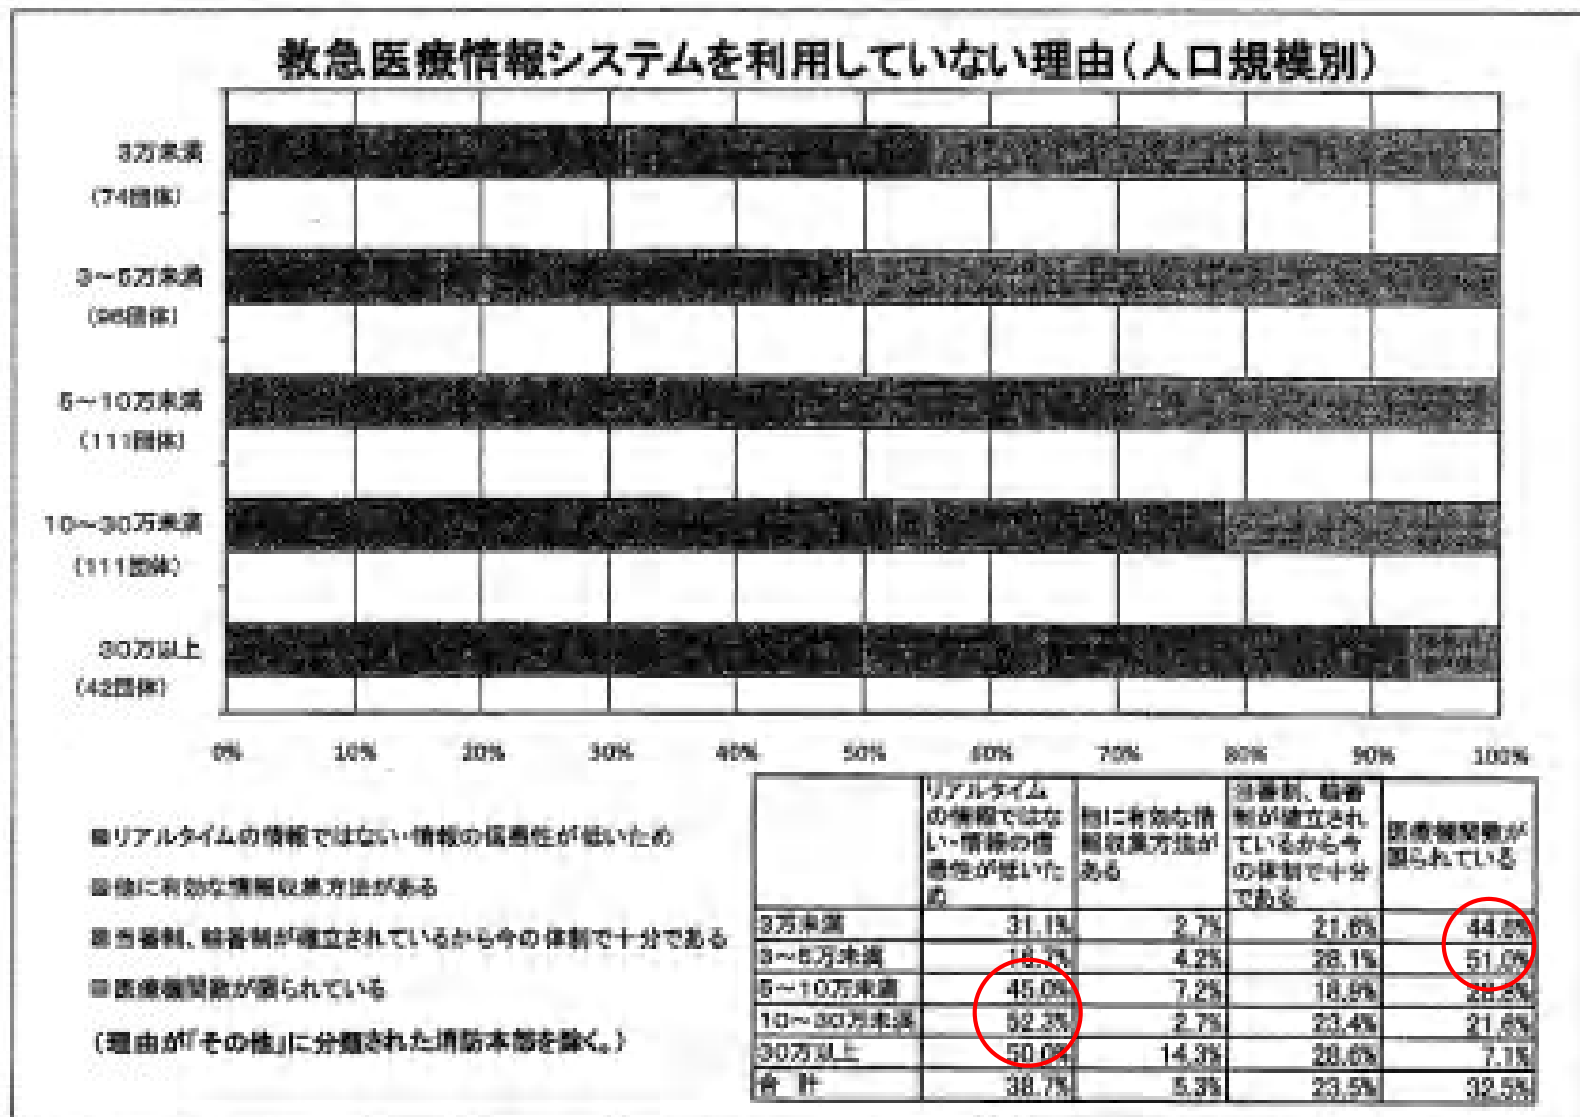 救急医療情報システムを利用していない理由(人口規模別)
3万未満
(74団体)
3～5万未満
(96団体)
5～10万未満
(111団体)
10～30万未満
(111団体)
30万以上
(42団体)
0% 10% 20% 30% 40% 50% 60% 70% 80% 90% 100%
リアルタイムの情報ではない・情報の信憑性が低いため
他に有効な情報収集方法がある
当番制、輪番制が確立されているから今の体制で十分である
医療機関数が限られている
(理由が「その他」に分類された消防本部を除く。)
リアルタイム
の情報ではな
い・情報の信
憑性が低いた
め
他に有効な情
報収集方法が
ある
当番制、輪番
制が確立され
ているから今
の体制で十分
である
医療機関数が
限られている
3万未満 31.1% 2.7% 21.6% 44.6%
3～5万未満 16.7% 4.2% 28.1% 51.0%
5～10万未満 45.0% 7.2% 18.9% 28.8%
10～30万未満 52.3% 2.7% 23.4% 21.6%
30万以上 50.0% 14.3% 28.6% 7.1%
合 計 38.7% 5.3% 23.5% 32.5%